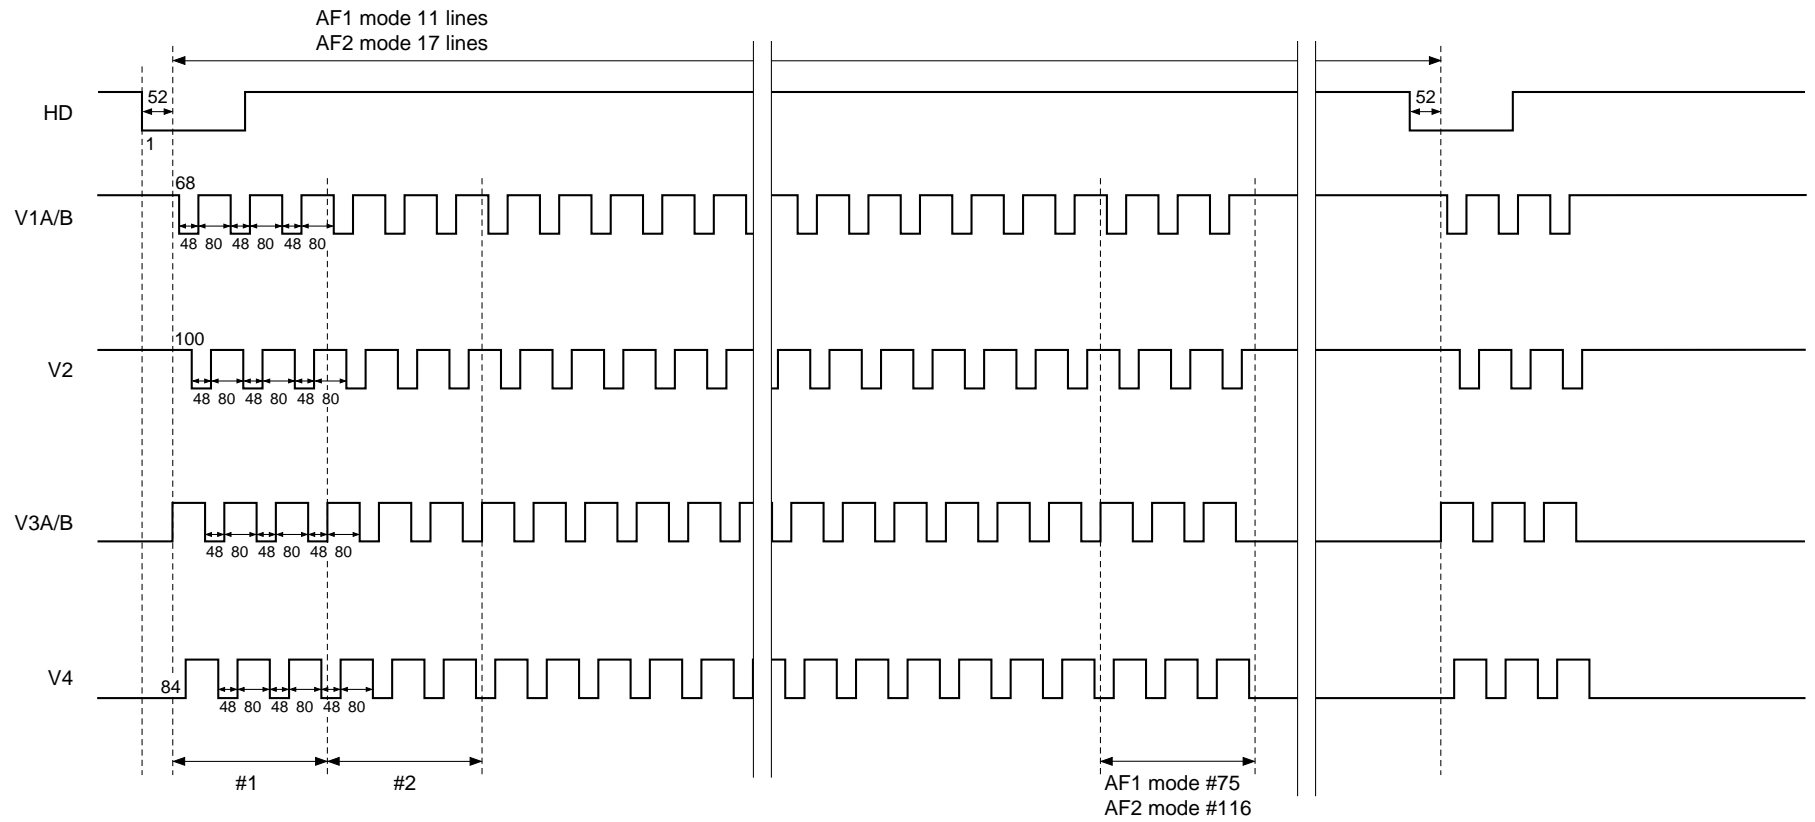 AF1 mode 11 lines
AF2 mode 17 lines
HD
52
52
1
V1A/B
68
48 80 48 80 48 80
V2
100
48 80 48 80 48 80
V3A/B
48 80 48 80 48 80
V4
84
48 80 48 80 48 80
#1
#2
AF1 mode #75
AF2 mode #116